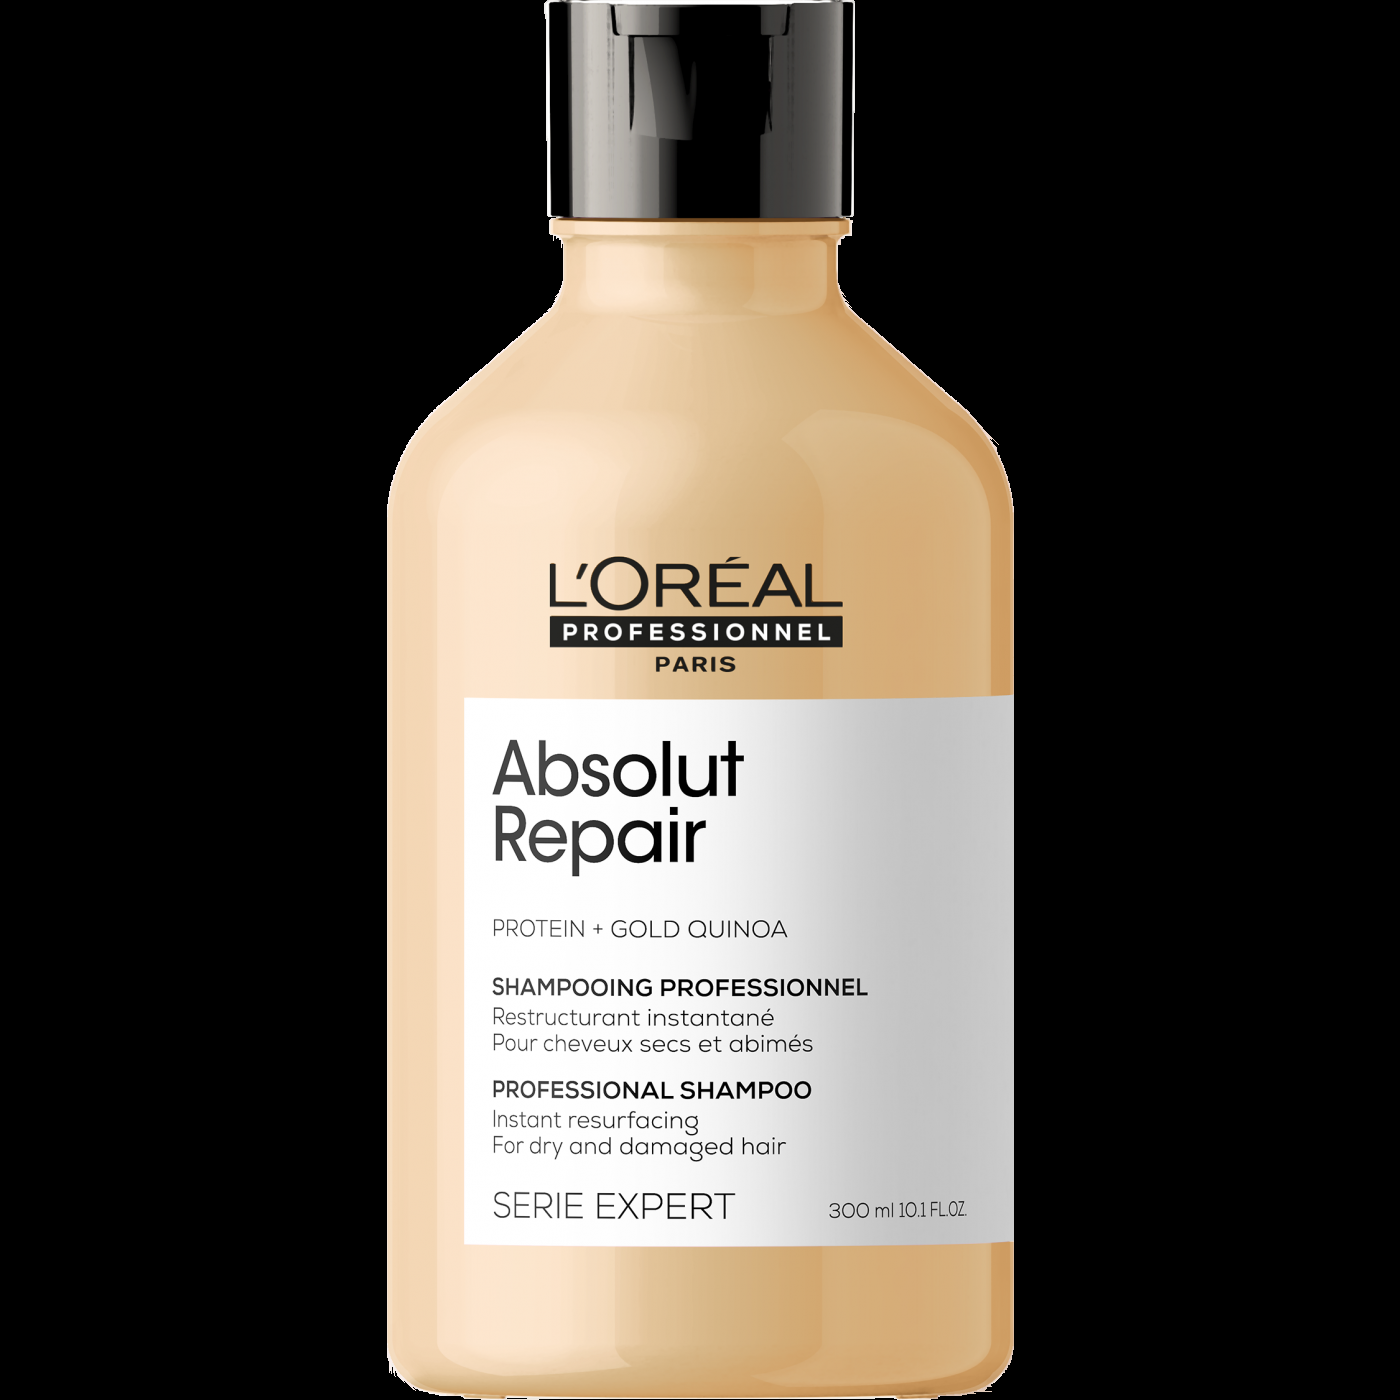 L'ORÉAL
PROFESSIONNEL
PARIS
Absolut
Repair
PROTEIN + GOLD QUINOA
SHAMPOOING PROFESSIONNEL
Restructurant instantané
Pour cheveux secs et abimés
PROFESSIONAL SHAMPOO
Instant resurfacing
For dry and damaged hair
SERIE EXPERT
300 ml 10.1 FL.OZ.